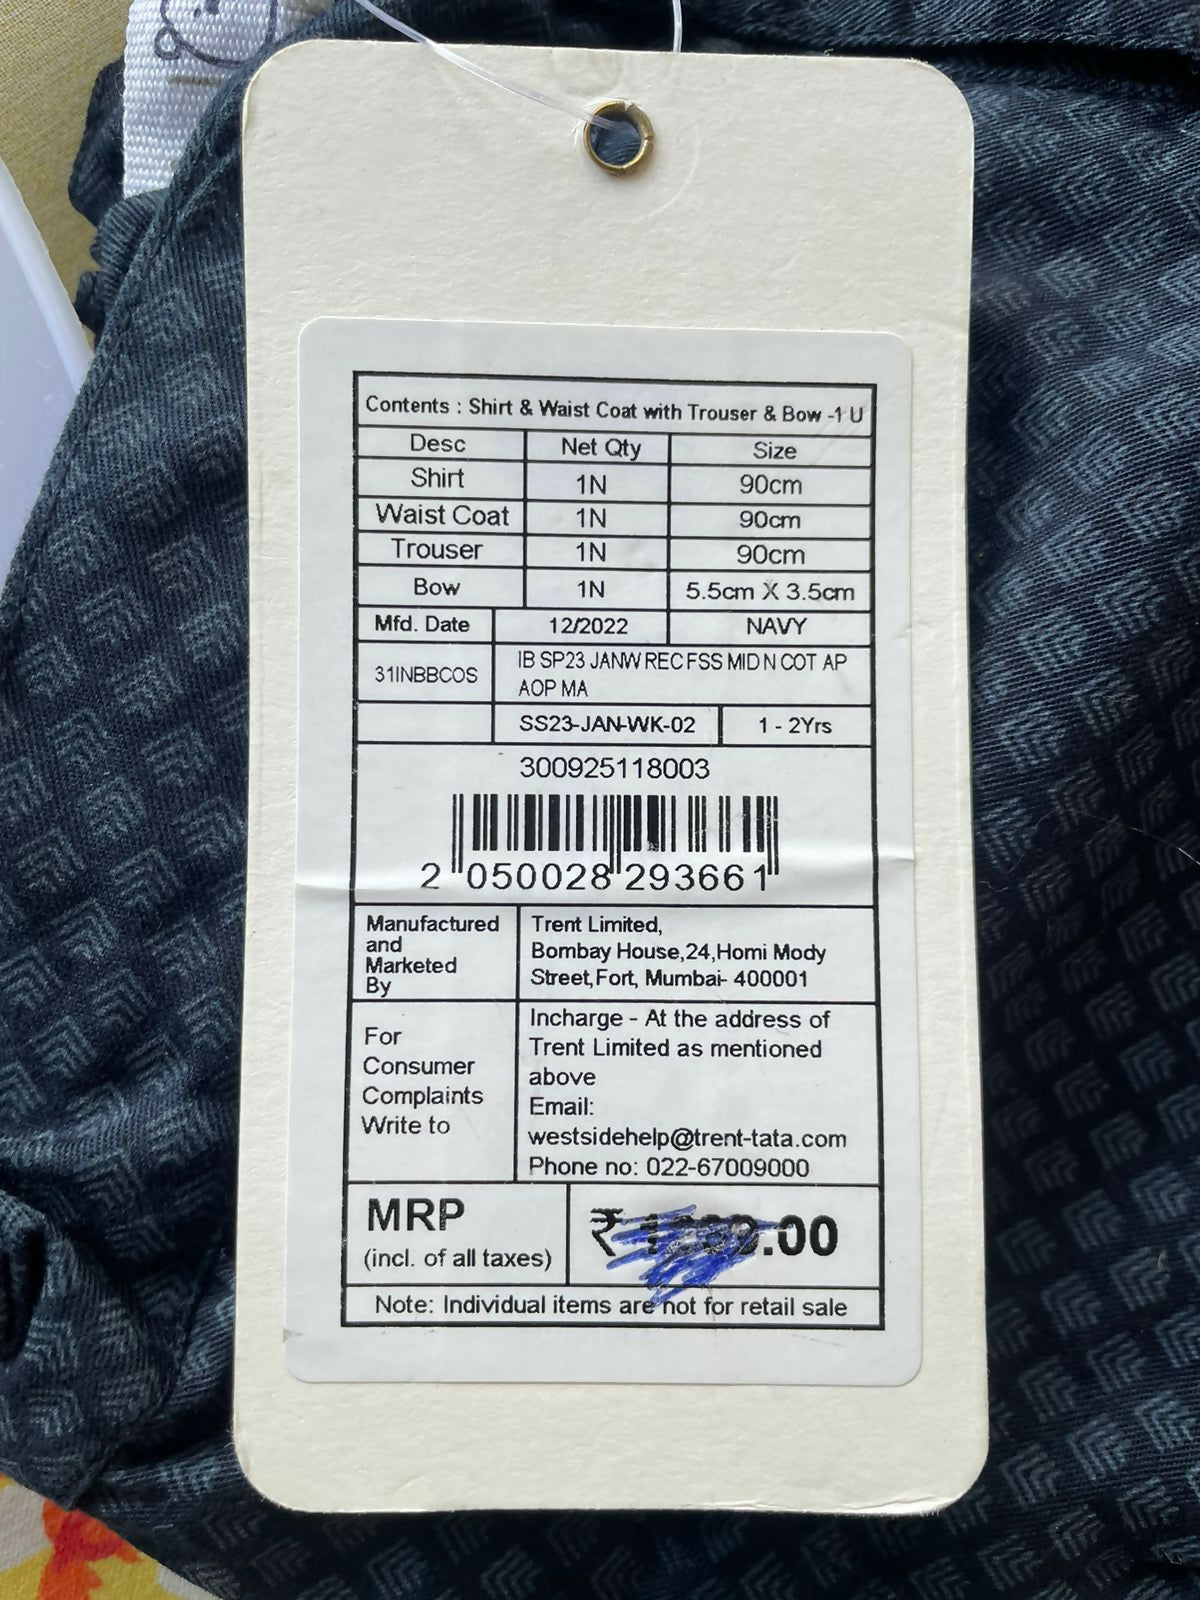 Contents : Shirt & Waist Coat with Trouser & Bow -1 U
Desc Net Qty Size
Shirt 1N 90cm
Waist Coat 1N 90cm
Trouser 1N 90cm
Bow 1N 5.5cm X 3.5cm
Mfd. Date 12/2022 NAVY
31INBBCOS IB SP23 JANW REC FSS MID N COT AP
AOP MA
SS23-JAN-WK-02 1 - 2Yrs
300925118003
2 050028 293661
Manufactured
and
Marketed
By
Trent Limited,
Bombay House,24,Homi Mody
Street,Fort, Mumbai- 400001
For
Consumer
Complaints
Write to
Incharge - At the address of
Trent Limited as mentioned
above
Email:
westsidehelp@trent-tata.com
Phone no: 022-67009000
MRP
(incl. of all taxes)
₹
Note: Individual items are not for retail sale